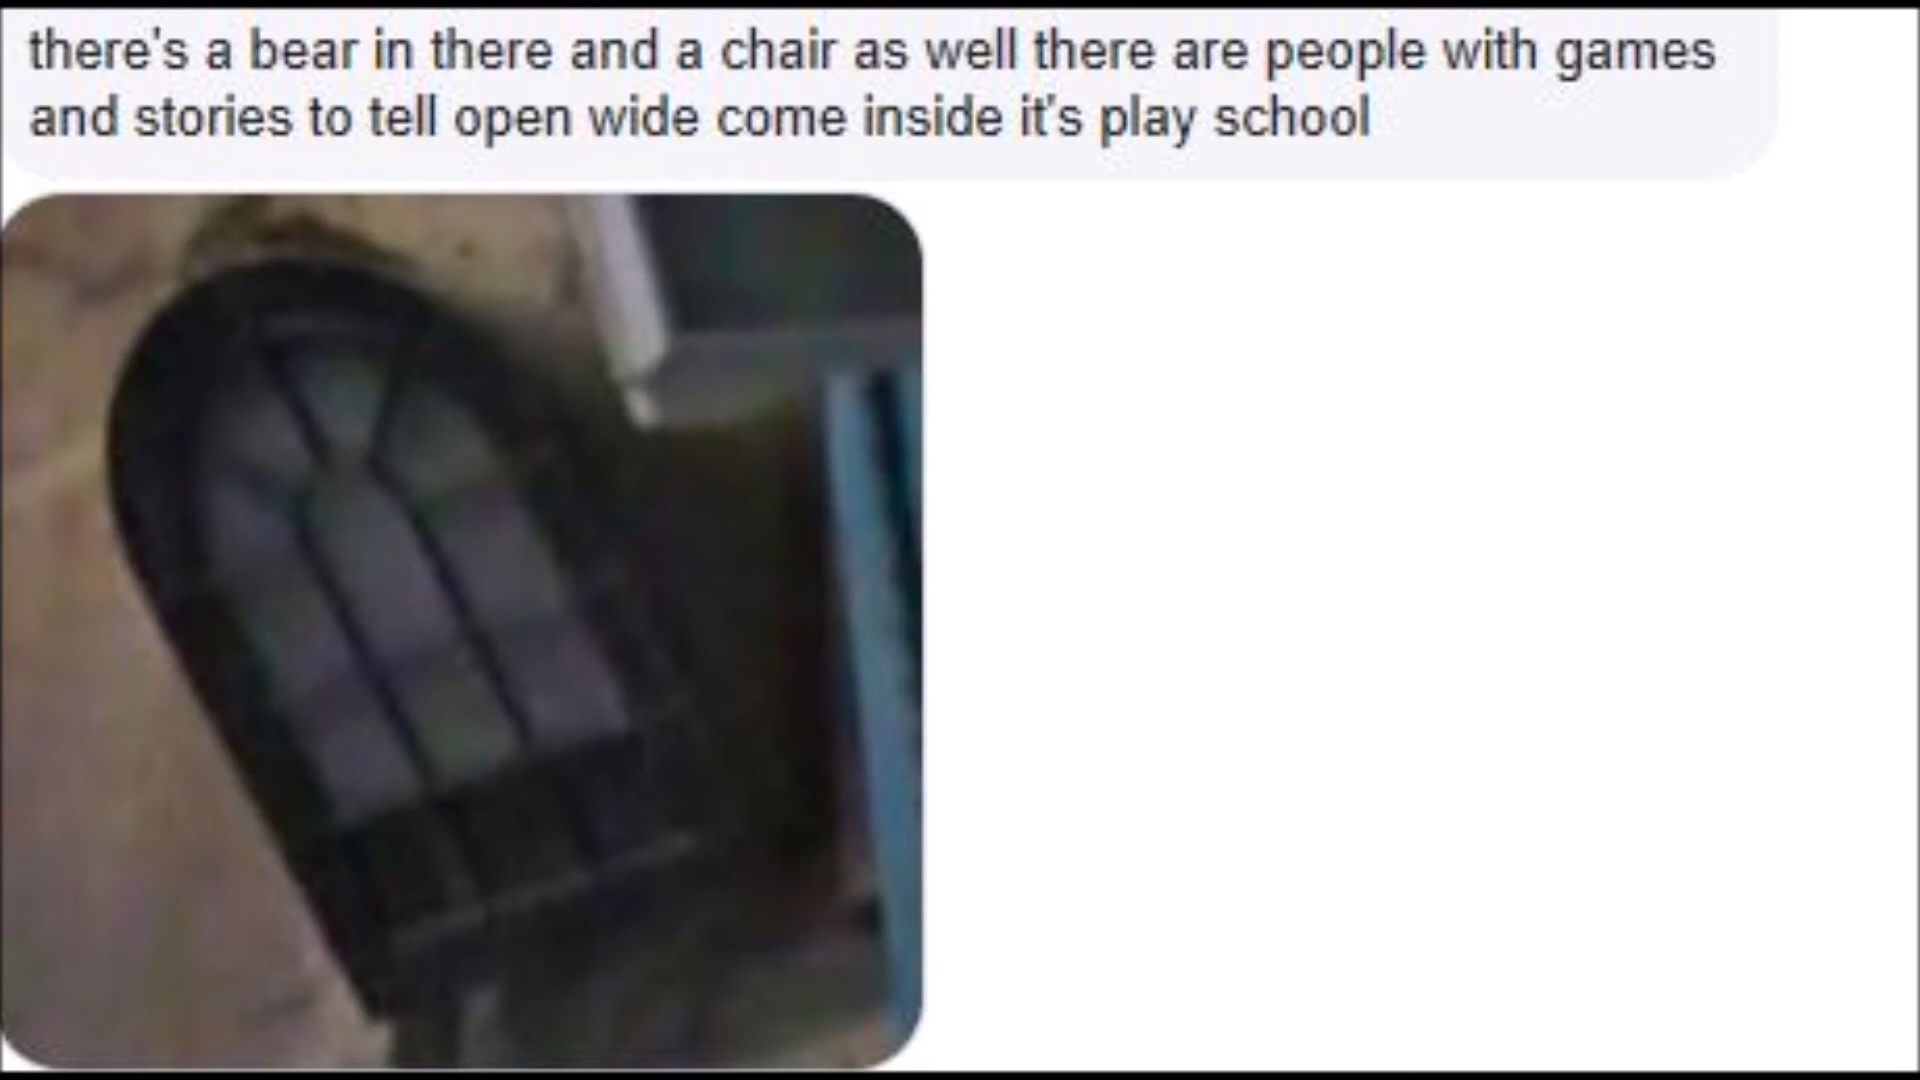 there's a bear in there and a chair as well there are people with games
and stories to tell open wide come inside it's play school